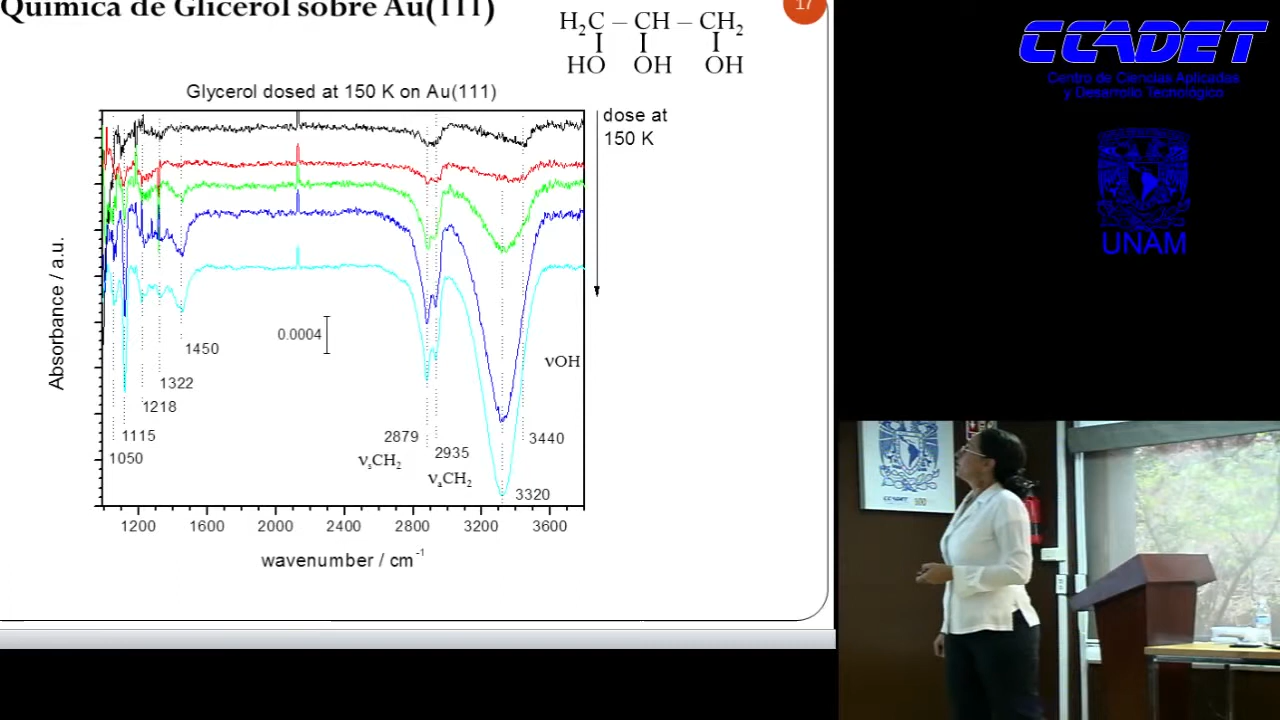 Química de Glicerol sobre Au(111)
17
H₂C – CH – CH₂
HO OH OH
Glycerol dosed at 150 K on Au(111)
dose at
150 K
Absorbance / a.u.
0.0004
1450
1322
1218
1115
1050
νOH
2879
νₛCH₂
2935
νₐCH₂
3440
3320
1200 1600 2000 2400 2800 3200 3600
wavenumber / cm⁻¹
CCADET
Centro de Ciencias Aplicadas
y Desarrollo Tecnológico
UNAM
CCADET